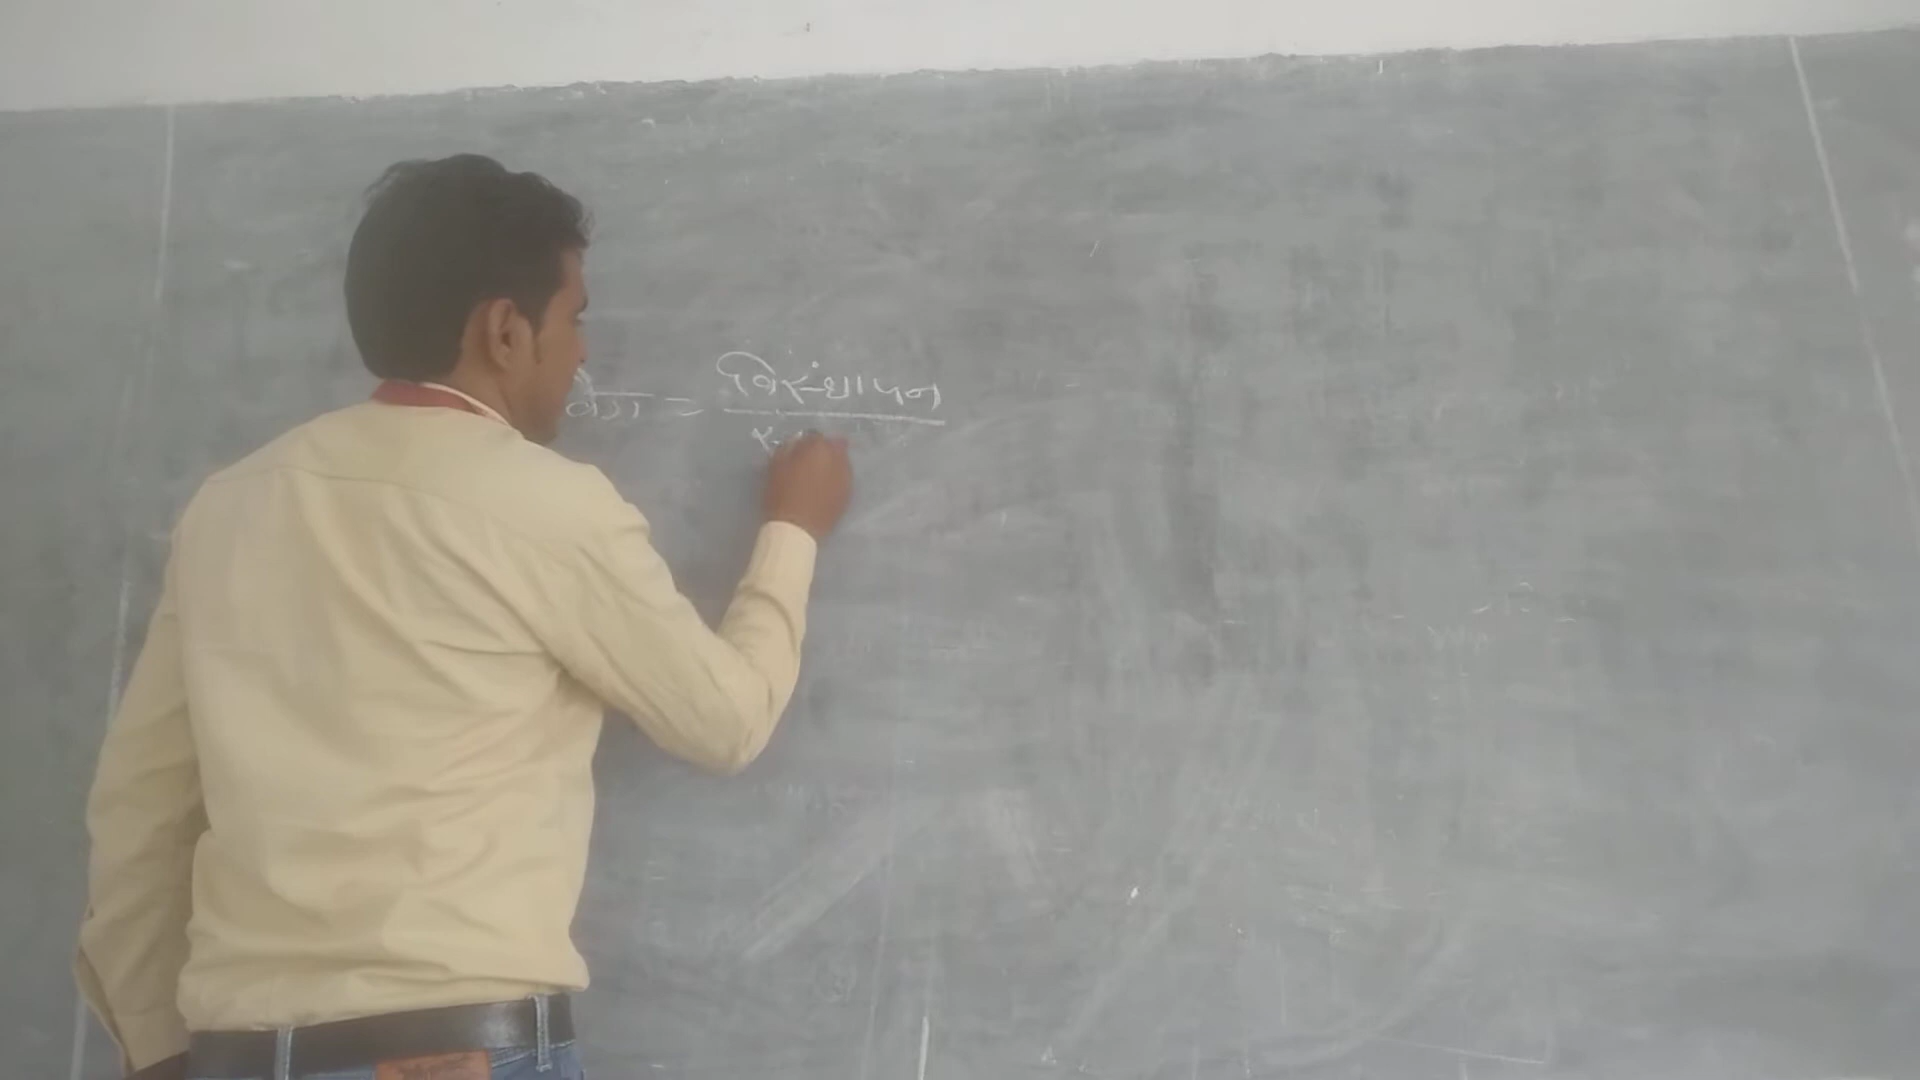 वेग = विस्थापन